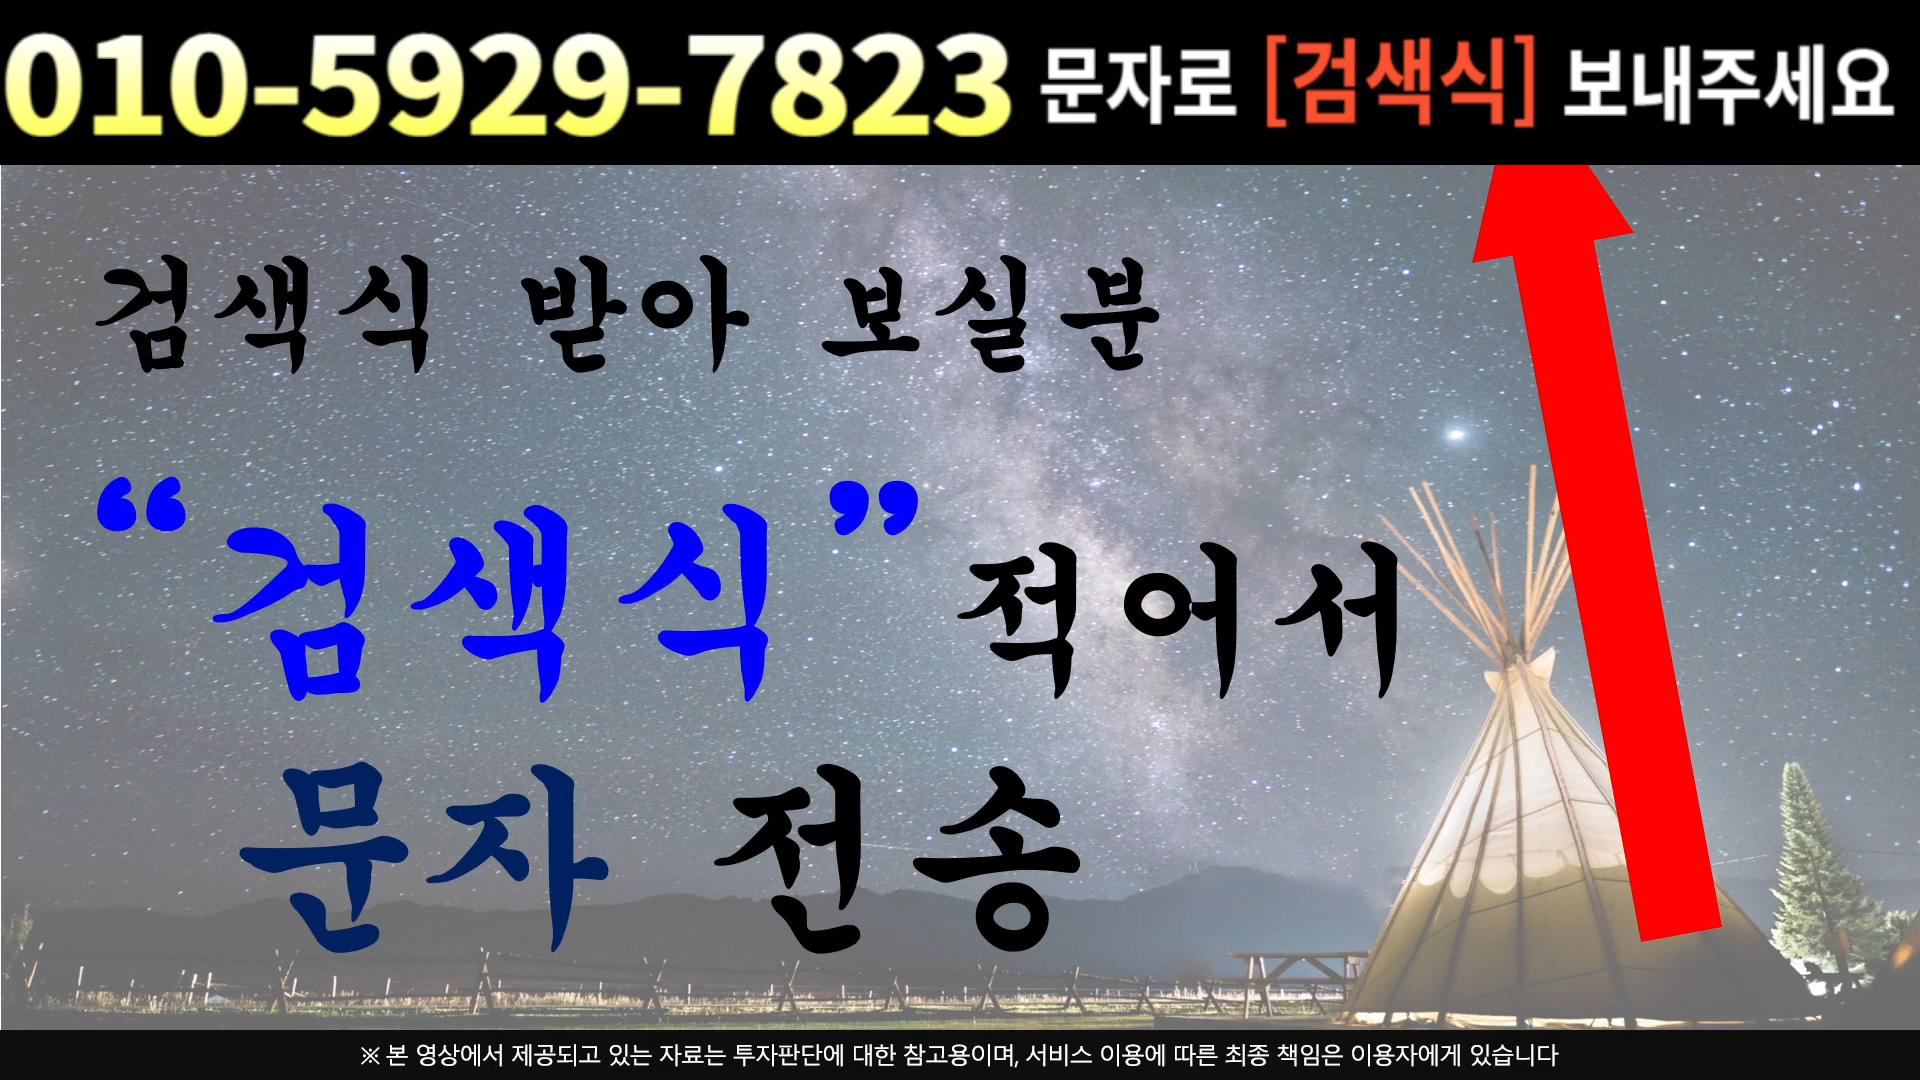 010-5929-7823 문자로 [검색식] 보내주세요
검색식 받아 보실분
“검색식” 적어서
문자 전송
※ 본 영상에서 제공되고 있는 자료는 투자판단에 대한 참고용이며, 서비스 이용에 따른 최종 책임은 이용자에게 있습니다